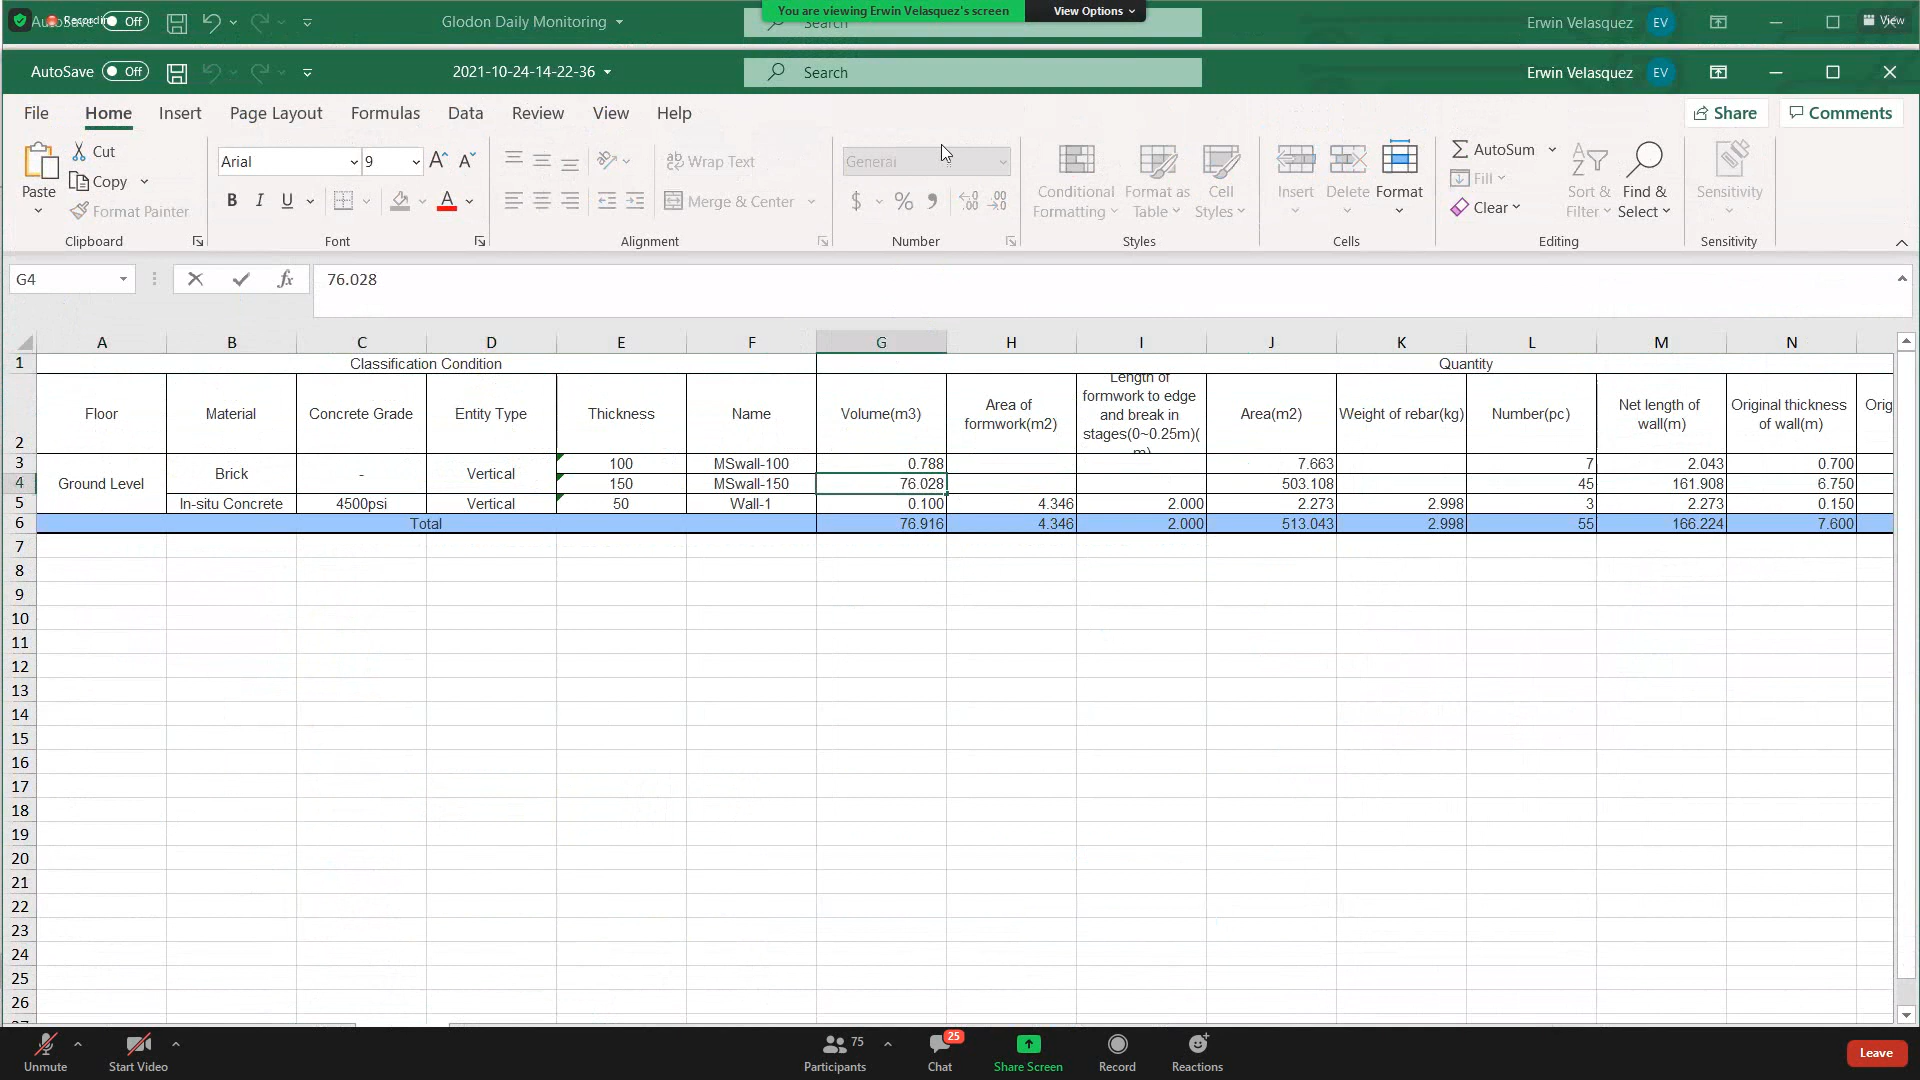 Recording
Off
Glodon Daily Monitoring
You are viewing Erwin Velasquez's screen
View Options
Search
Erwin Velasquez
EV
View
AutoSave
Off
2021-10-24-14-22-36
Search
Erwin Velasquez
EV
File Home Insert Page Layout Formulas Data Review View Help
Share
Comments
Paste
Cut
Copy
Format Painter
Clipboard
Arial
9
B I U
Font
Wrap Text
Merge & Center
Alignment
General
$ % 9
Number
Conditional Formatting
Format as Table
Cell Styles
Styles
Insert
Delete
Format
Cells
AutoSum
Fill
Clear
Sort & Filter
Find & Select
Editing
Sensitivity
Sensitivity
G4
fx
76.028
A B C D E F G H I J K L M N
1 Classification Condition Quantity
2 Floor Material Concrete Grade Entity Type Thickness Name Volume(m3) Area of formwork(m2) Length of formwork to edge and break in stages(0~0.25m)(m) Area(m2) Weight of rebar(kg) Number(pc) Net length of wall(m) Original thickness of wall(m) Orig
3 Ground Level Brick - Vertical 100 MSwall-100 0.788 7.663 7 2.043 0.700
4 150 MSwall-150 76.028 503.108 45 161.908 6.750
5 In-situ Concrete 4500psi Vertical 50 Wall-1 0.100 4.346 2.000 2.273 2.998 3 2.273 0.150
6 Total 76.916 4.346 2.000 513.043 2.998 55 166.224 7.600
7
8
9
10
11
12
13
14
15
16
17
18
19
20
21
22
23
24
25
26
Unmute
Start Video
75
Participants
25
Chat
Share Screen
Record
Reactions
Leave